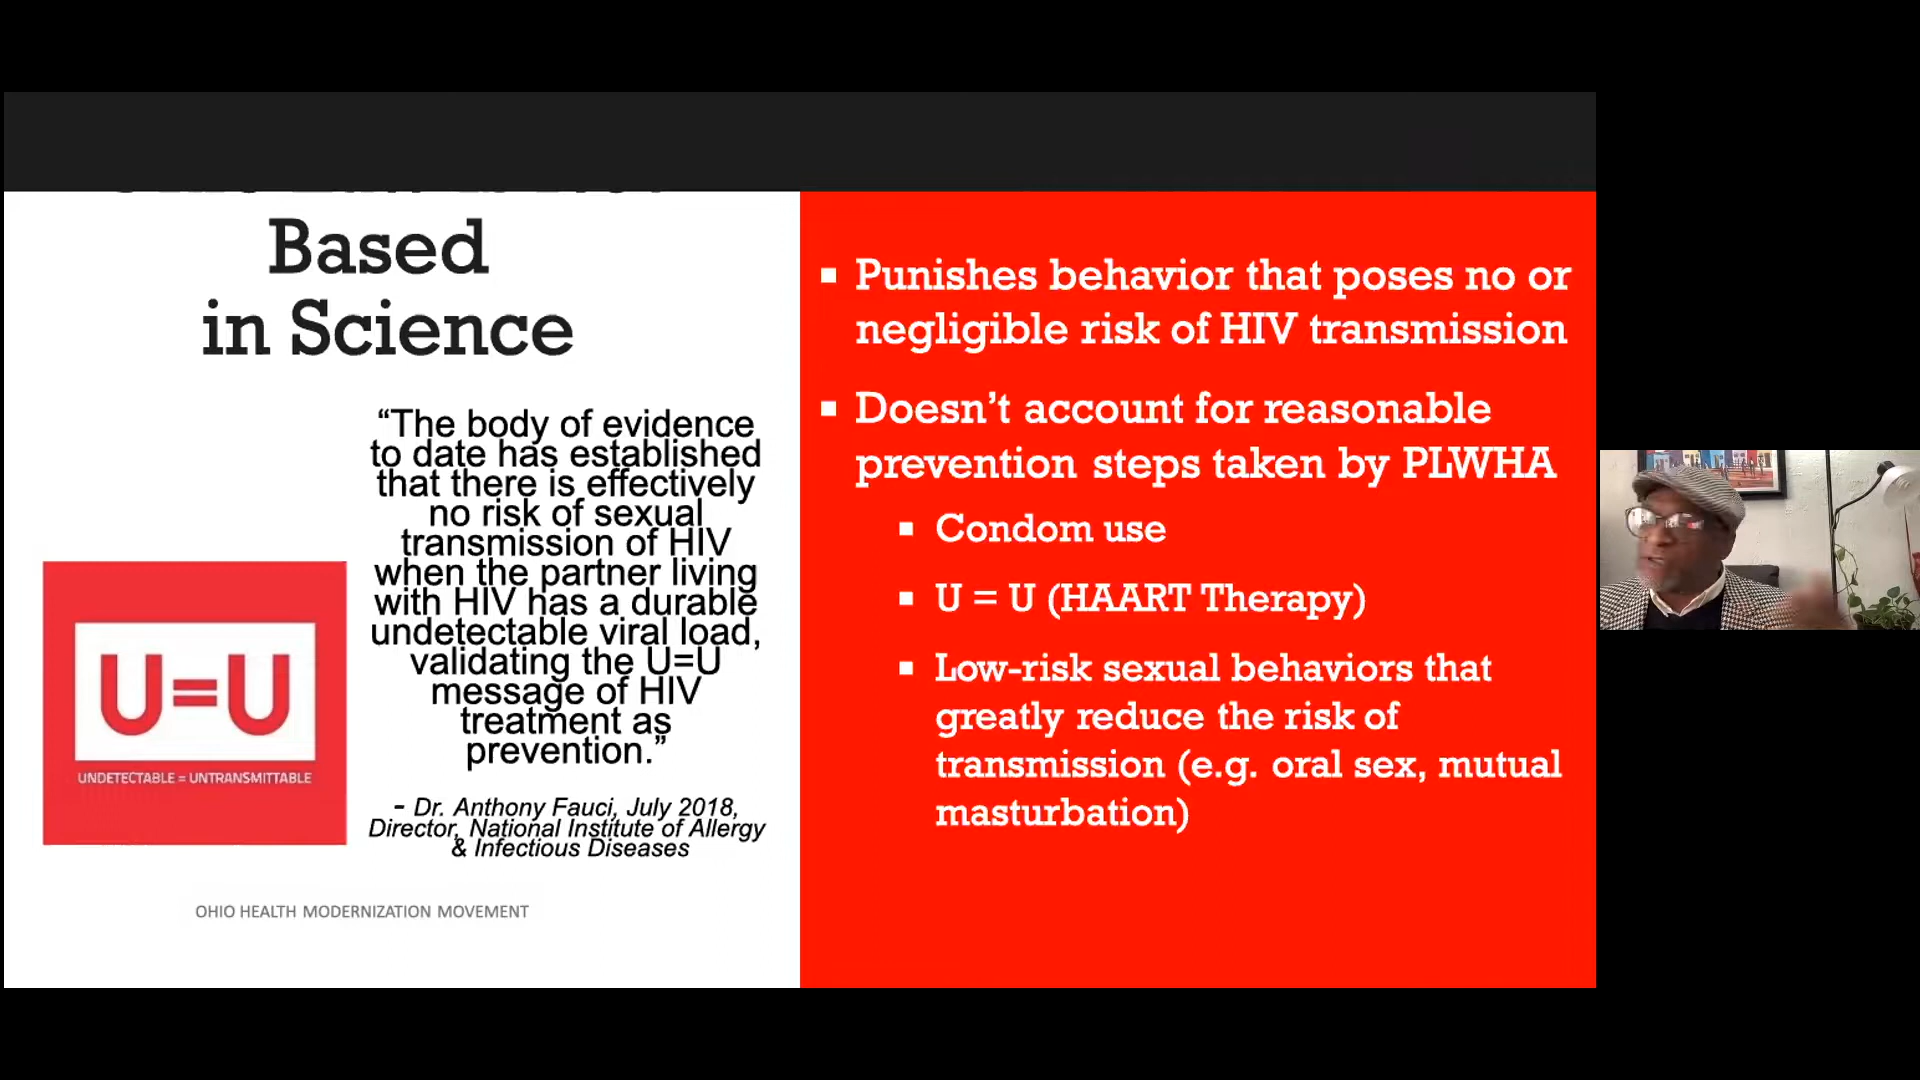 Based
in Science
“The body of evidence
to date has established
that there is effectively
no risk of sexual
transmission of HIV
when the partner living
with HIV has a durable
undetectable viral load,
validating the U=U
message of HIV
treatment as
prevention.”
- Dr. Anthony Fauci, July 2018,
Director, National Institute of Allergy
& Infectious Diseases
U=U
UNDETECTABLE = UNTRANSMITTABLE
OHIO HEALTH MODERNIZATION MOVEMENT
▪ Punishes behavior that poses no or
negligible risk of HIV transmission
▪ Doesn’t account for reasonable
prevention steps taken by PLWHA
▪ Condom use
▪ U = U (HAART Therapy)
▪ Low-risk sexual behaviors that
greatly reduce the risk of
transmission (e.g. oral sex, mutual
masturbation)